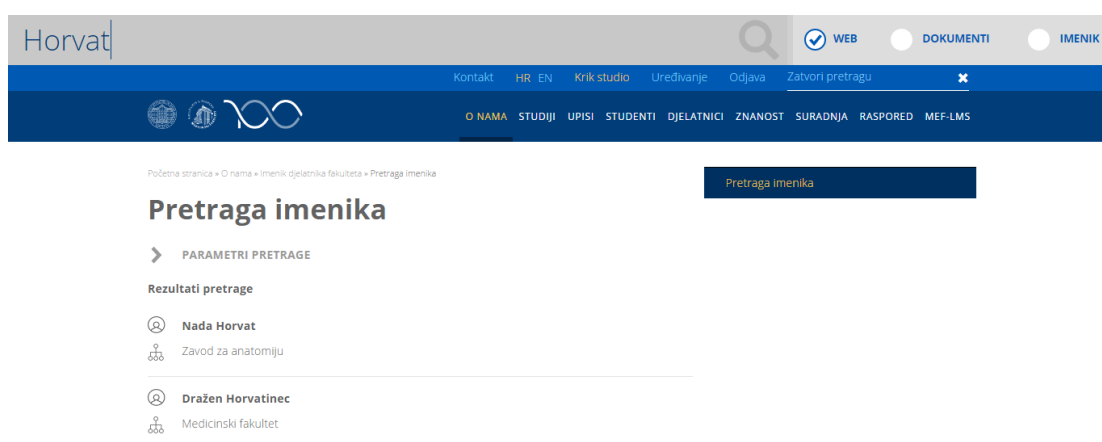 Horvat
WEB DOKUMENTI IMENIK
Kontakt HR EN Krik studio Uređivanje Odjava Zatvori pretragu
O NAMA STUDIJI UPISI STUDENTI DJELATNICI ZNANOST SURADNJA RASPORED MEF-LMS
Početna stranica » O nama » Imenik djelatnika fakulteta » Pretraga imenika
Pretraga imenika
Pretraga imenika
PARAMETRI PRETRAGE
Rezultati pretrage
Nada Horvat
Zavod za anatomiju
Dražen Horvatinec
Medicinski fakultet